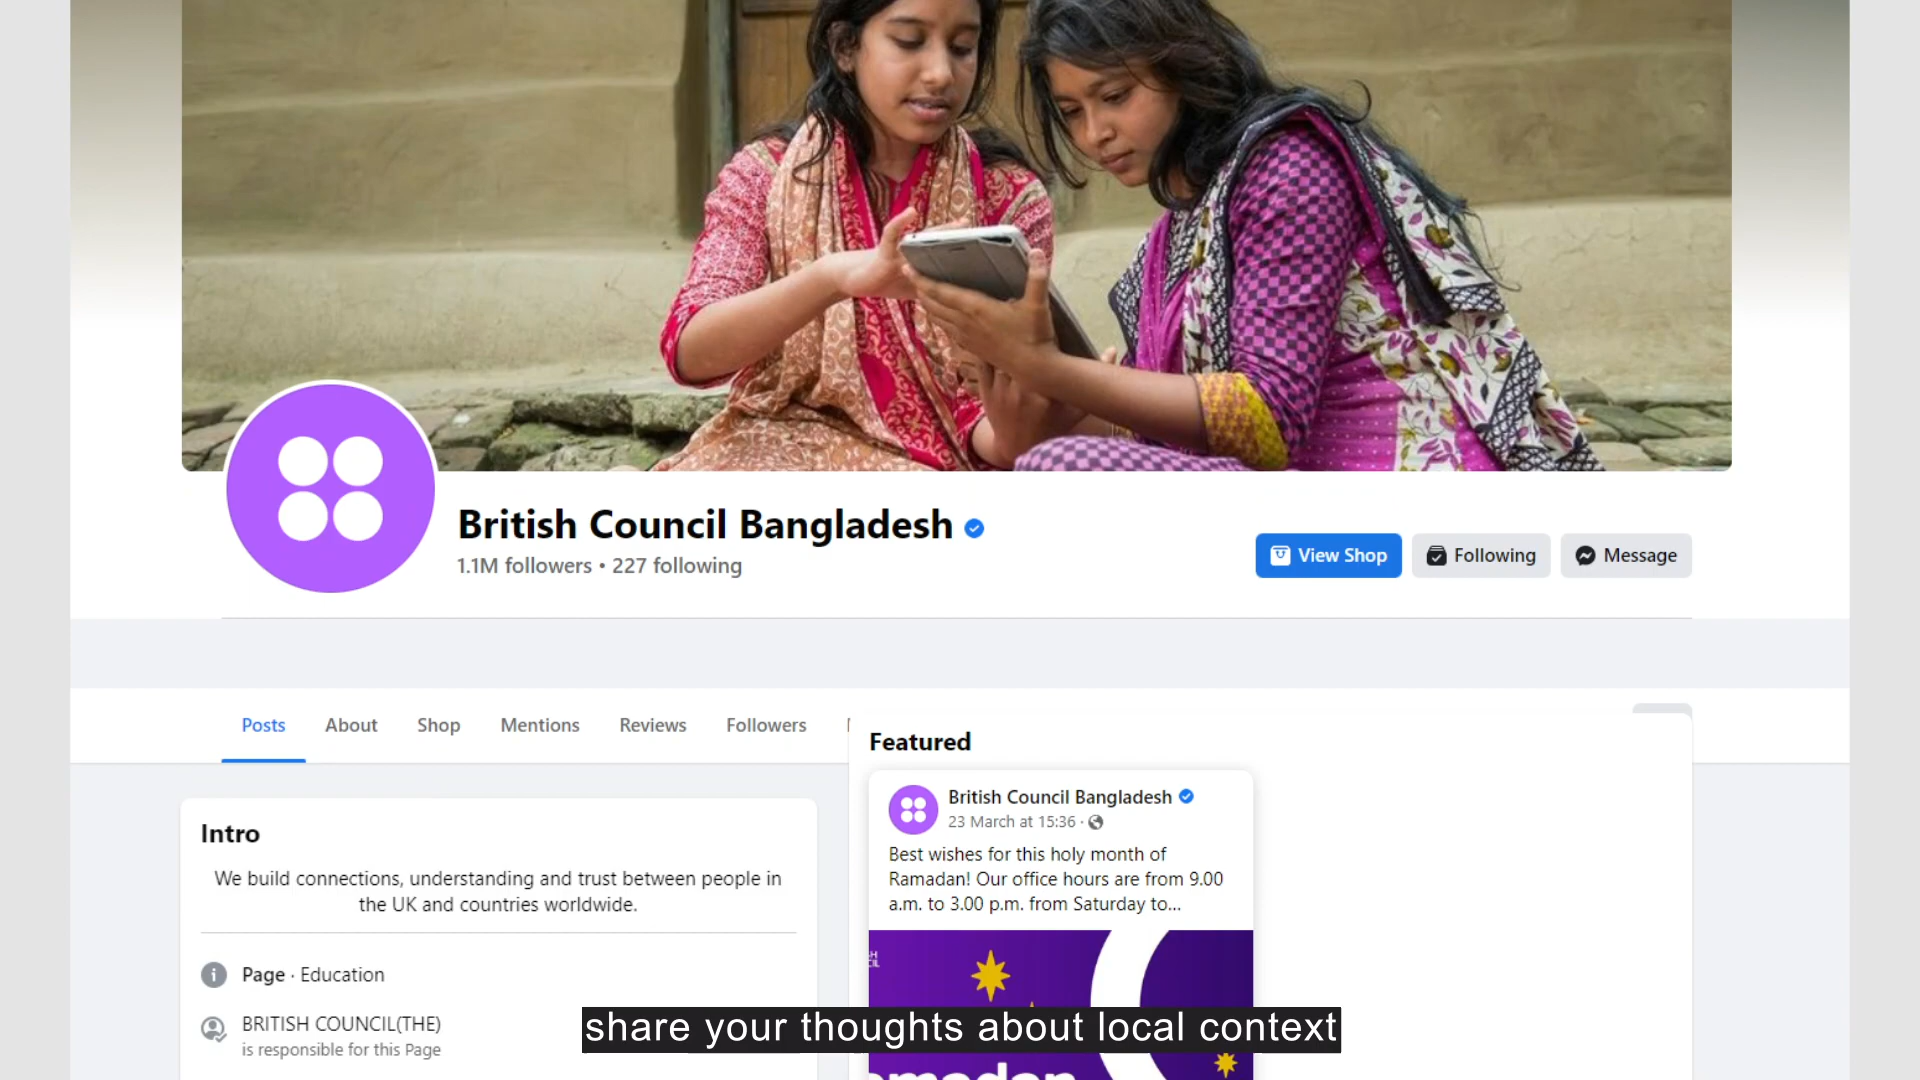 British Council Bangladesh
1.1M followers • 227 following
View Shop
Following
Message
Posts
About
Shop
Mentions
Reviews
Followers
Intro
We build connections, understanding and trust between people in
the UK and countries worldwide.
Page · Education
BRITISH COUNCIL(THE)
is responsible for this Page
Featured
British Council Bangladesh
23 March at 15:36 ·
Best wishes for this holy month of
Ramadan! Our office hours are from 9.00
a.m. to 3.00 p.m. from Saturday to...
share your thoughts about local context